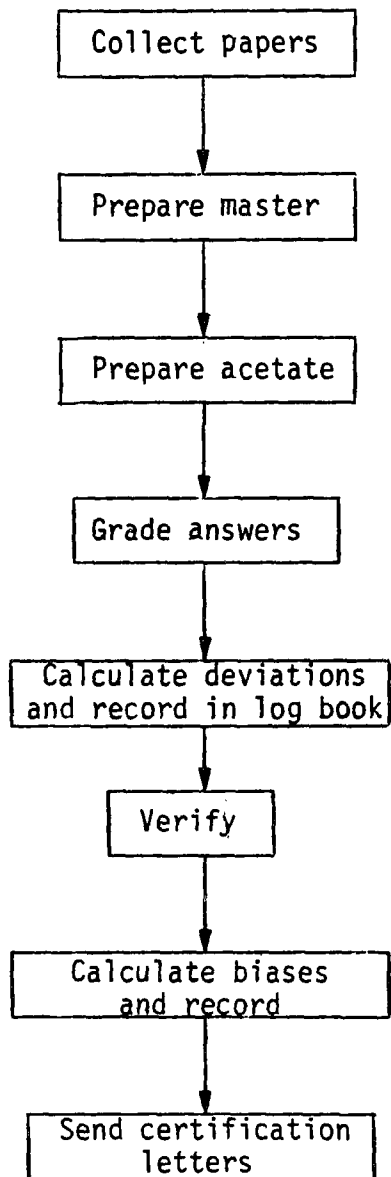 Collect papers
Prepare master
Prepare acetate
Grade answers
Calculate deviations
and record in log book
Verify
Calculate biases
and record
Send certification
letters